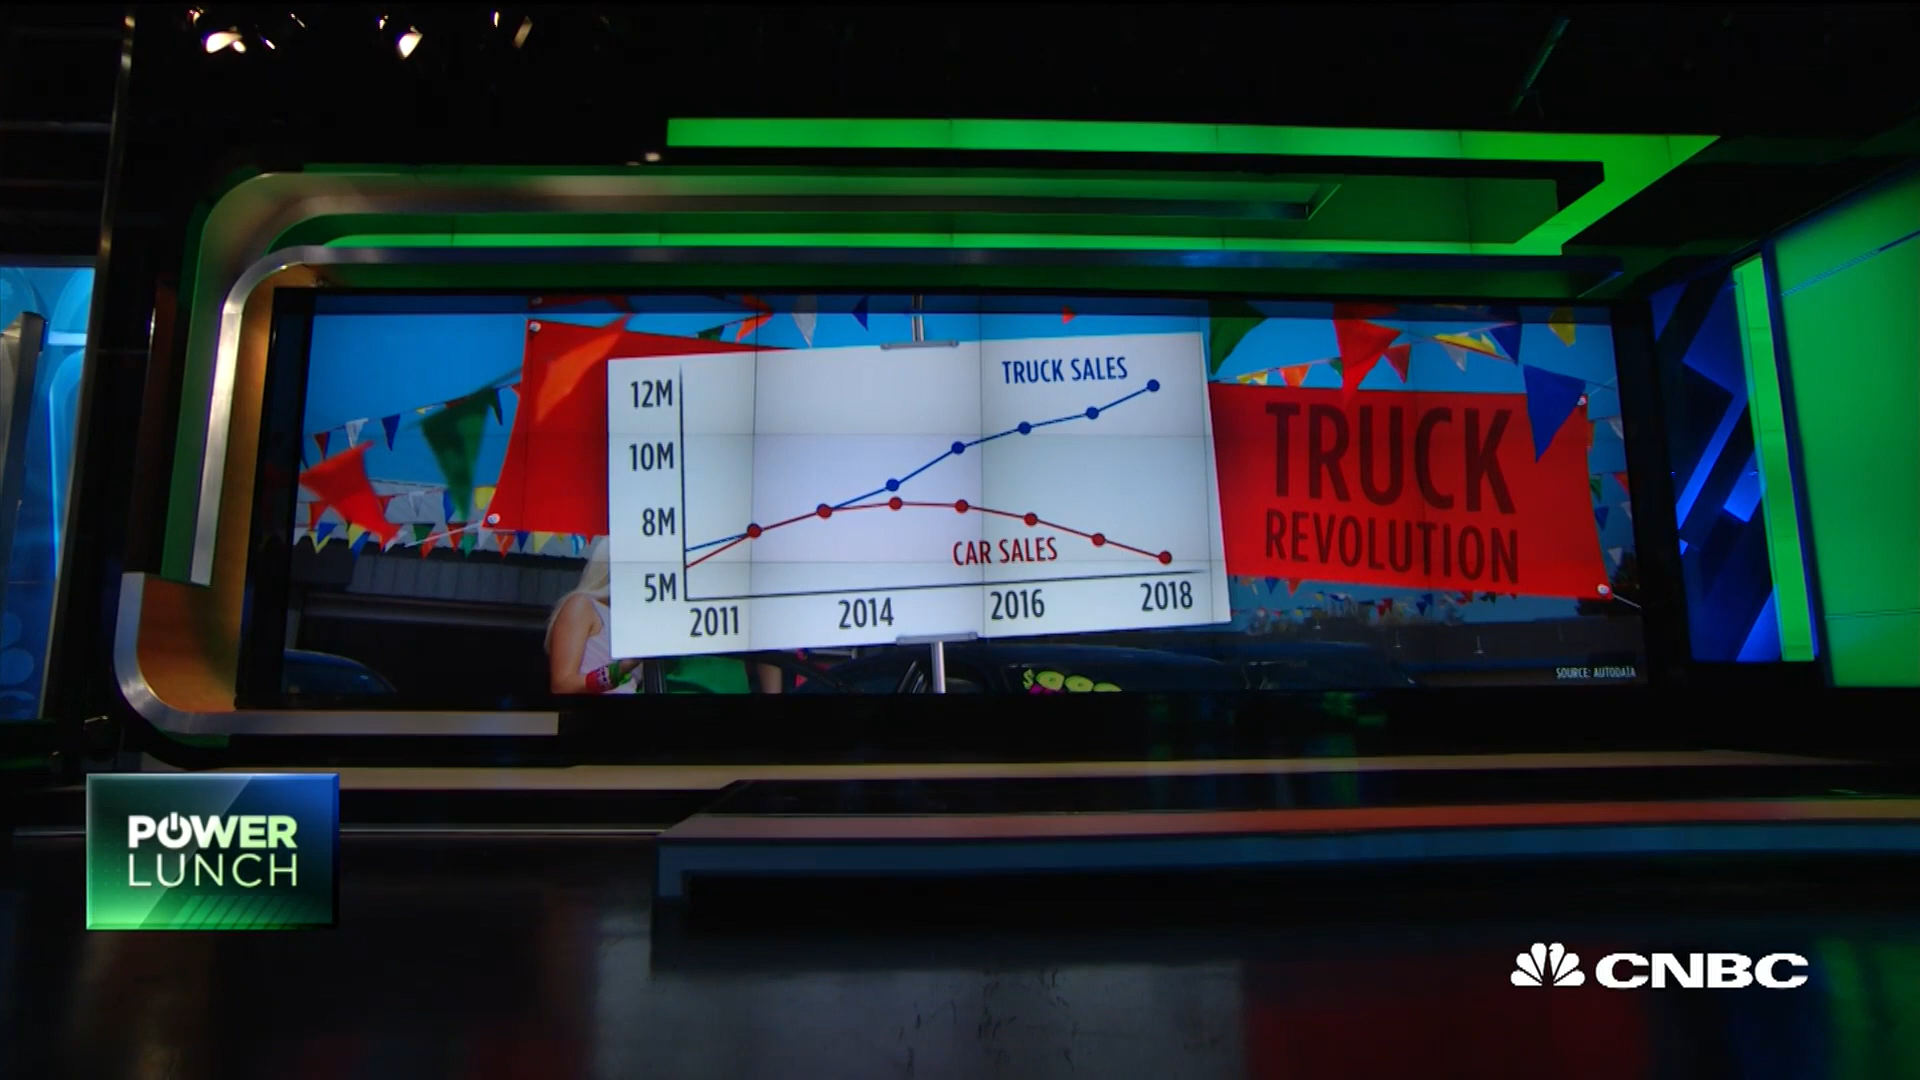 TRUCK SALES
12M
10M
8M
5M
CAR SALES
2011 2014 2016 2018
TRUCK
REVOLUTION
SOURCE: AUTODATA
POWER
LUNCH
CNBC